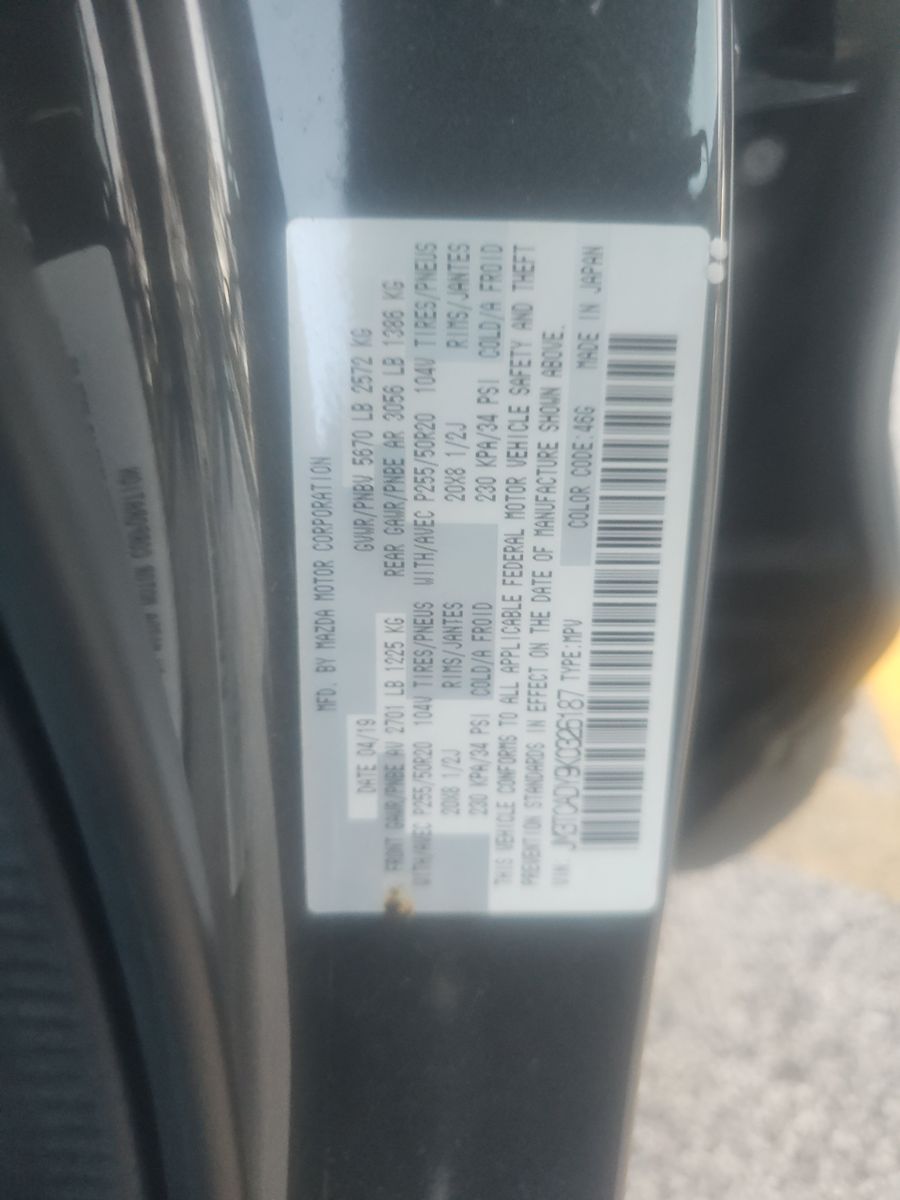 MFD. BY MAZDA MOTOR CORPORATION
DATE 04/19 GVWR/PNBV 5670 LB 2572 KG
FRONT GAWR/PNBE AV 2701 LB 1225 KG REAR GAWR/PNBE AR 3056 LB 1386 KG
WITH/AVEC P255/50R20 104V TIRES/PNEUS WITH/AVEC P255/50R20 104V TIRES/PNEUS
20X8 1/2J RIMS/JANTES 20X8 1/2J RIMS/JANTES
230 KPA/34 PSI COLD/A FROID 230 KPA/34 PSI COLD/A FROID
THIS VEHICLE CONFORMS TO ALL APPLICABLE FEDERAL MOTOR VEHICLE SAFETY AND THEFT
PREVENTION STANDARDS IN EFFECT ON THE DATE OF MANUFACTURE SHOWN ABOVE.
VIN: JM3TCADY9K0326187 TYPE:MPV COLOR CODE:46G MADE IN JAPAN